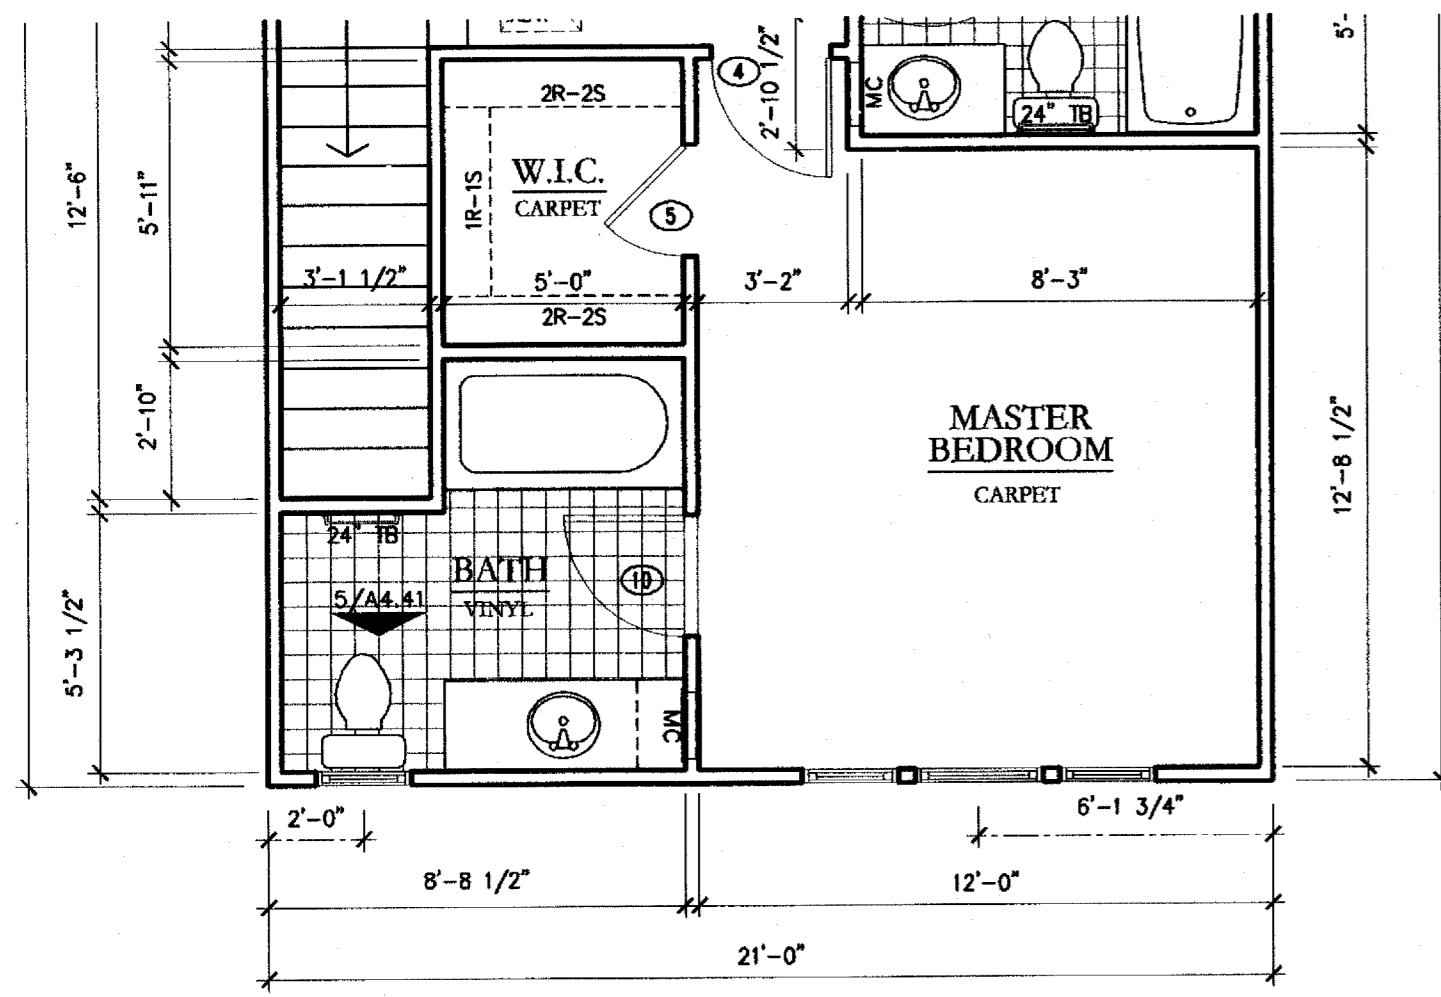 5'-
4
2'-10 1/2"
MC
24" TB
2R-2S
12'-6"
5'-11"
1R-1S
W.I.C.
CARPET
5
3'-1 1/2"
5'-0"
3'-2"
8'-3"
2R-2S
2'-10"
MASTER
BEDROOM
CARPET
12'-8 1/2"
24" TB
BATH
VINYL
10
5/A4.41
5'-3 1/2"
MC
2'-0"
6'-1 3/4"
8'-8 1/2"
12'-0"
21'-0"